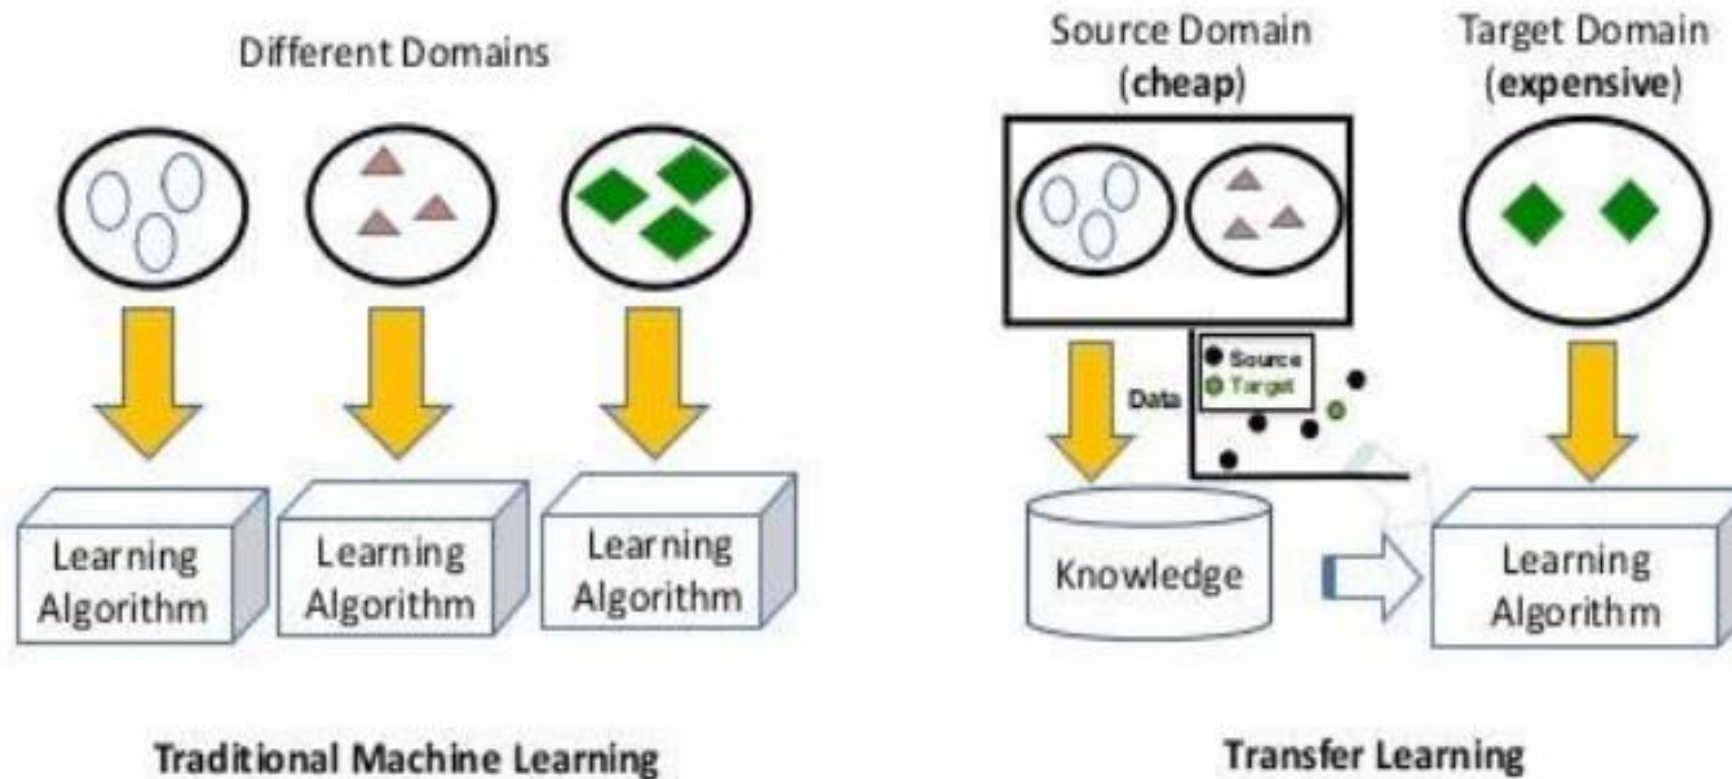 Different Domains
Learning
Algorithm
Learning
Algorithm
Learning
Algorithm
Traditional Machine Learning
Source Domain
(cheap)
Target Domain
(expensive)
Source
Target
Data
Knowledge
Learning
Algorithm
Transfer Learning